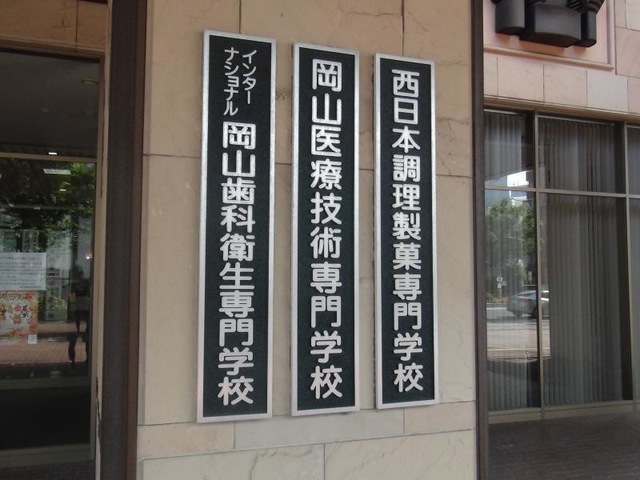 西日本調理製菓専門学校
岡山医療技術専門学校
インターナショナル 岡山歯科衛生専門学校